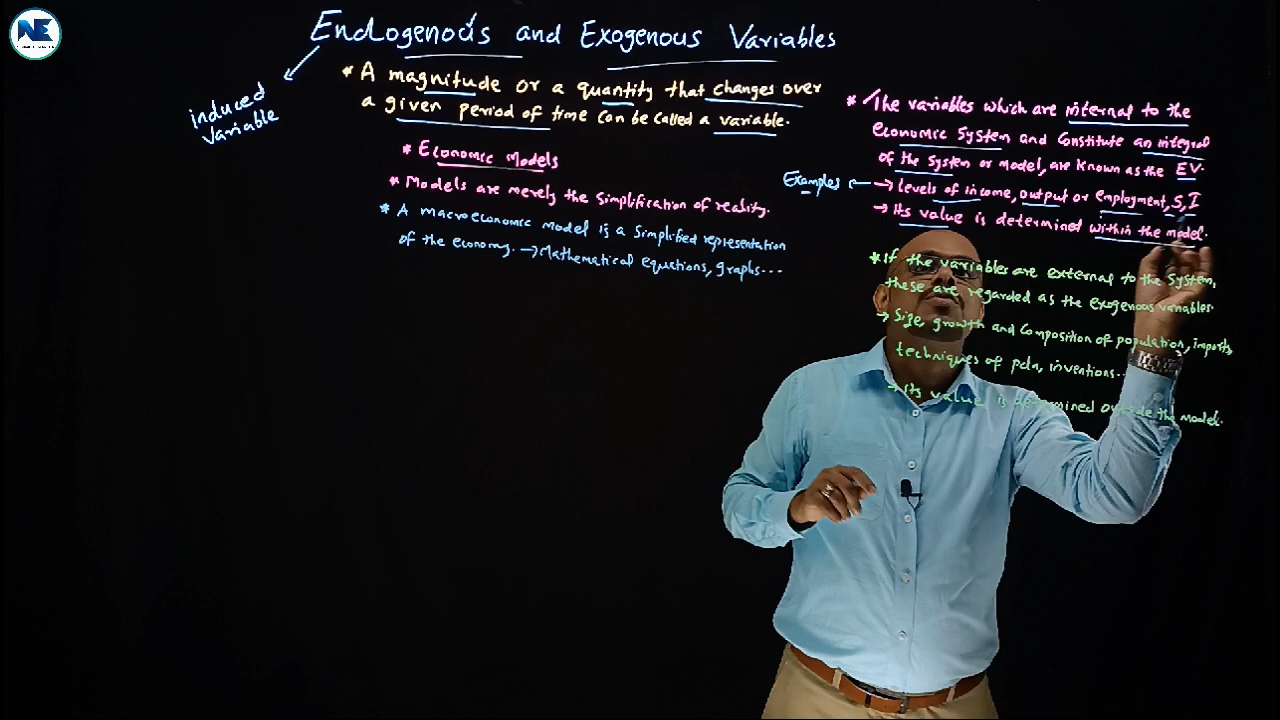 NE
Endogenous and Exogenous Variables
induced
variable
* A magnitude or a quantity that changes over
a given period of time can be called a variable.
* Economic Models
* Models are merely the simplification of reality.
* A macroeconomic model is a simplified representation
of the economy. → Mathematical equations, graphs...
* The variables which are internal to the
economic system and constitute an integral
of the system or model, are known as the EV.
Examples ← → levels of income, output or employment, S, I
→ Its value is determined within the model.
* If the variables are external to the system,
these are regarded as the exogenous variables.
→ Size, growth and composition of population, imports,
techniques of pdn, inventions...
→ Its value is determined outside the model.